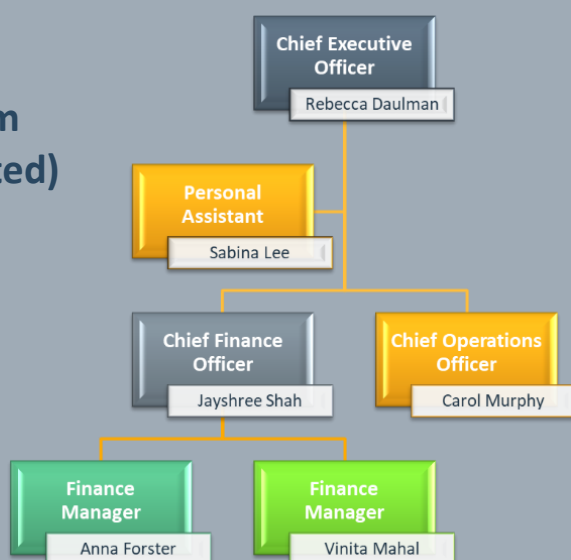 Chief Executive
Officer
Rebecca Daulman
Personal
Assistant
Sabina Lee
Chief Finance
Officer
Jayshree Shah
Chief Operations
Officer
Carol Murphy
Finance
Manager
Anna Forster
Finance
Manager
Vinita Mahal